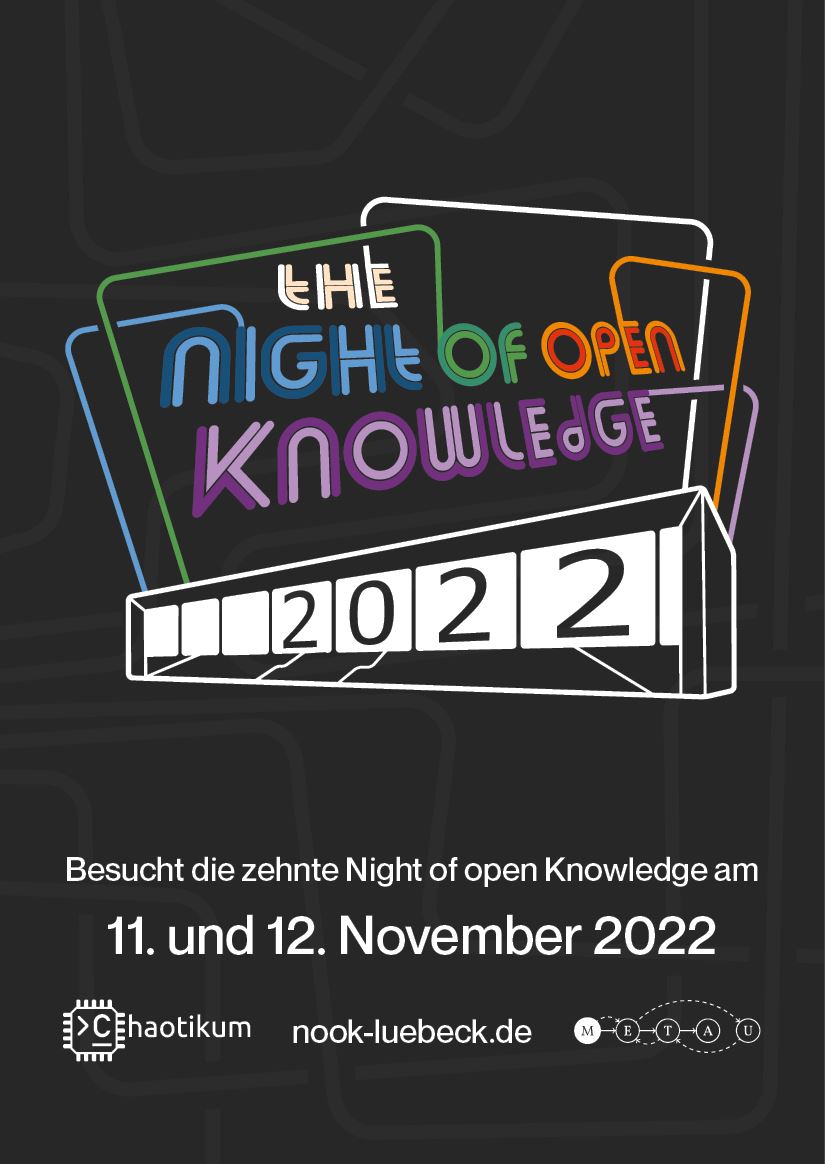 THE
NIGHT OF OPEN
KNOWLEdGE
2022
Besucht die zehnte Night of open Knowledge am
11. und 12. November 2022
>C haotikum
nook-luebeck.de
M E T A U